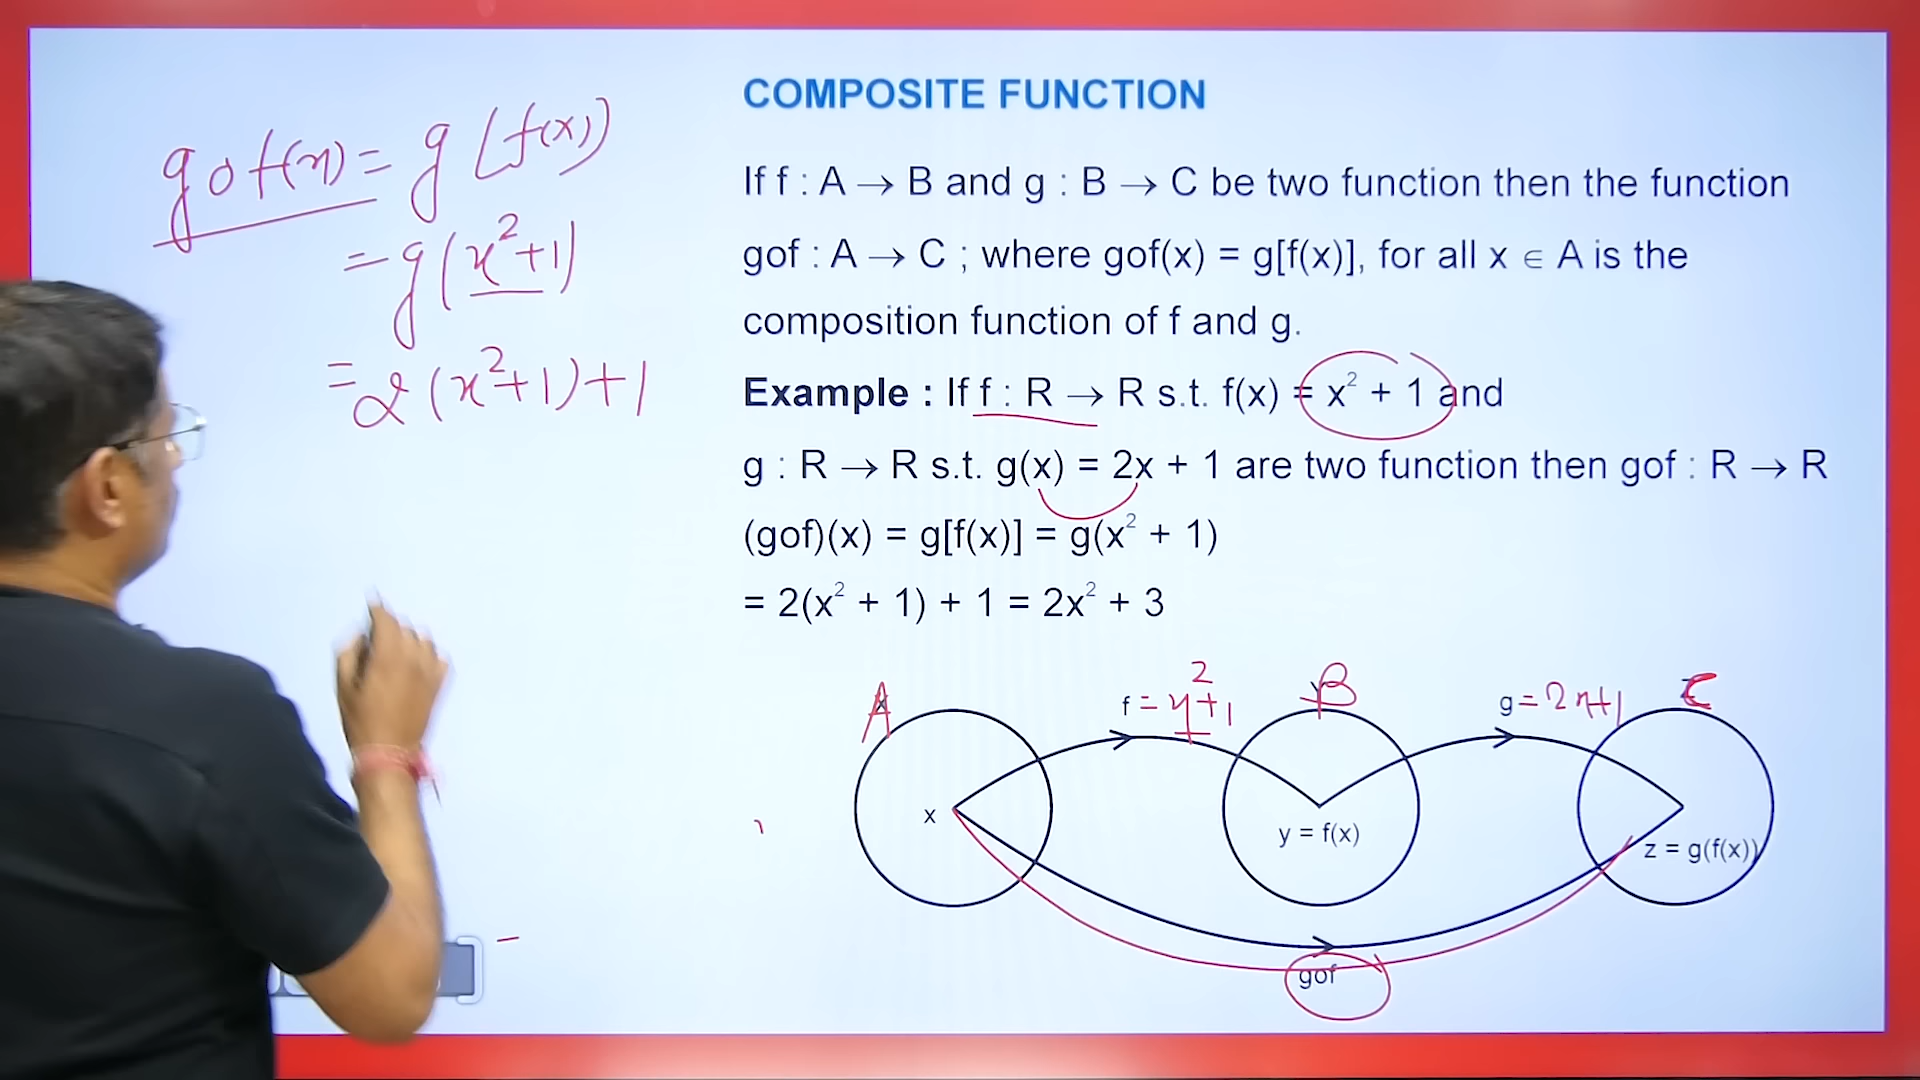 COMPOSITE FUNCTION
If f : A → B and g : B → C be two function then the function
gof : A → C ; where gof(x) = g[f(x)], for all x ∈ A is the
composition function of f and g.
Example : If f : R → R s.t. f(x) = x² + 1 and
g : R → R s.t. g(x) = 2x + 1 are two function then gof : R → R
(gof)(x) = g[f(x)] = g(x² + 1)
= 2(x² + 1) + 1 = 2x² + 3
gof(x) = g(f(x))
= g(x²+1)
= 2(x²+1)+1
A
f = x²+1
B
g = 2x+1
C
x
y = f(x)
z = g(f(x))
gof